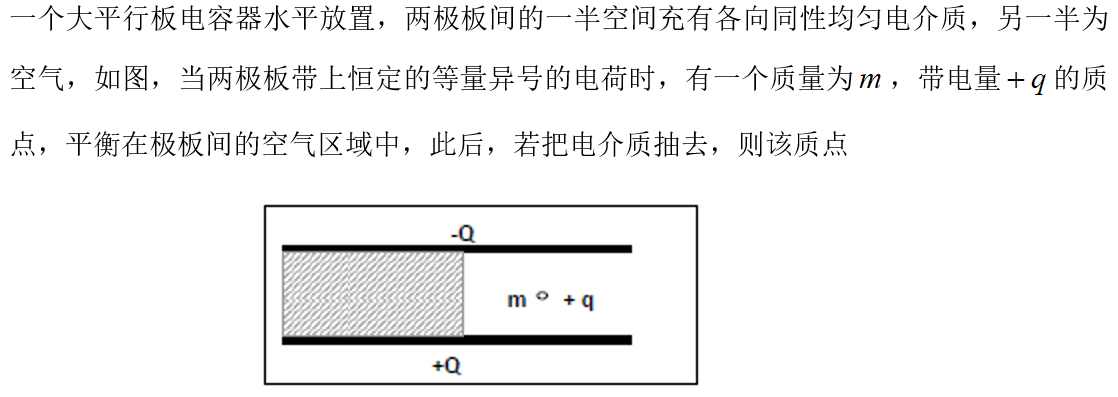 一个大平行板电容器水平放置，两极板间的一半空间充有各向同性均匀电介质，另一半为
空气，如图，当两极板带上恒定的等量异号的电荷时，有一个质量为m，带电量+q的质
点，平衡在极板间的空气区域中，此后，若把电介质抽去，则该质点
-Q
m + q
+Q